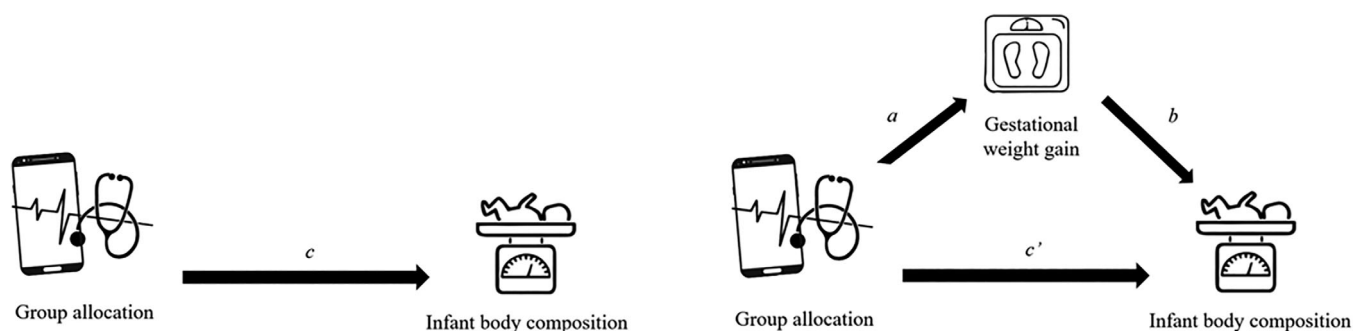 c
Group allocation
Infant body composition
a
Gestational
weight gain
b
c’
Group allocation
Infant body composition